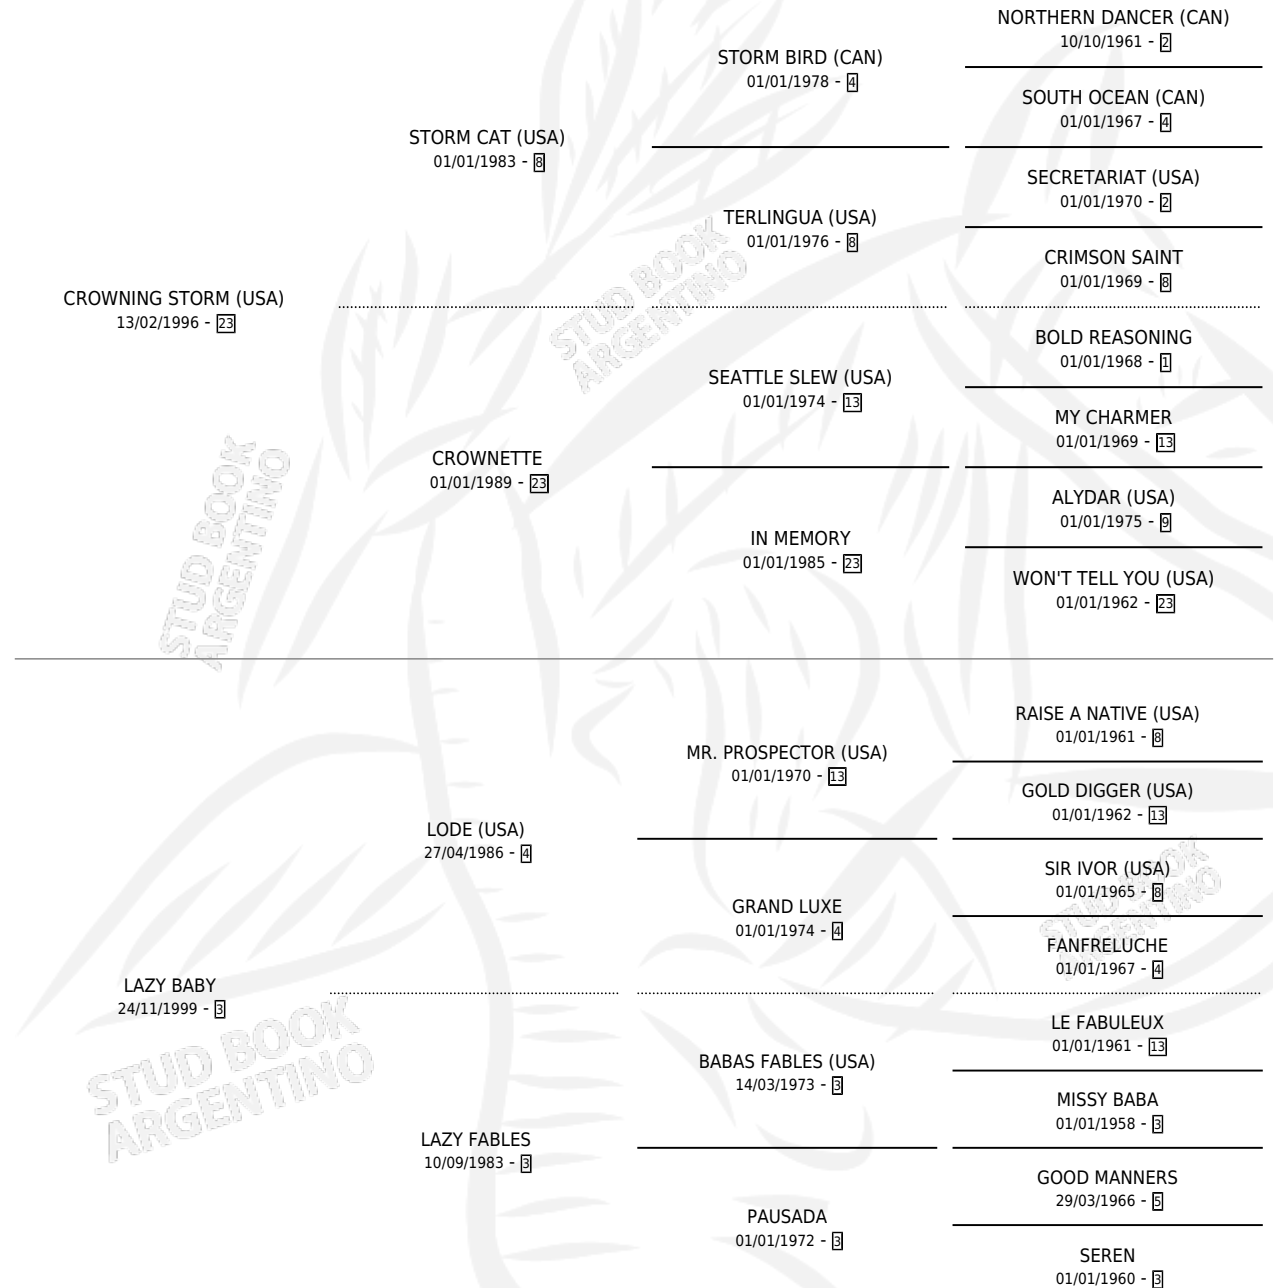 NORTHERN DANCER (CAN)
10/10/1961 - 2
STORM BIRD (CAN)
01/01/1978 - 4
SOUTH OCEAN (CAN)
01/01/1967 - 4
STORM CAT (USA)
01/01/1983 - 8
SECRETARIAT (USA)
01/01/1970 - 2
TERLINGUA (USA)
01/01/1976 - 8
CRIMSON SAINT
01/01/1969 - 8
CROWNING STORM (USA)
13/02/1996 - 23
BOLD REASONING
01/01/1968 - 1
SEATTLE SLEW (USA)
01/01/1974 - 13
MY CHARMER
01/01/1969 - 13
CROWNETTE
01/01/1989 - 23
ALYDAR (USA)
01/01/1975 - 9
IN MEMORY
01/01/1985 - 23
WON'T TELL YOU (USA)
01/01/1962 - 23
RAISE A NATIVE (USA)
01/01/1961 - 8
MR. PROSPECTOR (USA)
01/01/1970 - 13
GOLD DIGGER (USA)
01/01/1962 - 13
LODE (USA)
27/04/1986 - 4
SIR IVOR (USA)
01/01/1965 - 8
GRAND LUXE
01/01/1974 - 4
FANFRELUCHE
01/01/1967 - 4
LAZY BABY
24/11/1999 - 3
LE FABULEUX
01/01/1961 - 13
BABAS FABLES (USA)
14/03/1973 - 3
MISSY BABA
01/01/1958 - 3
LAZY FABLES
10/09/1983 - 3
GOOD MANNERS
29/03/1966 - 5
PAUSADA
01/01/1972 - 3
SEREN
01/01/1960 - 3
STUD BOOK
ARGENTINO
STUD BOOK
ARGENTINO
STUD BOOK
ARGENTINO
STUD BOOK
ARGENTINO